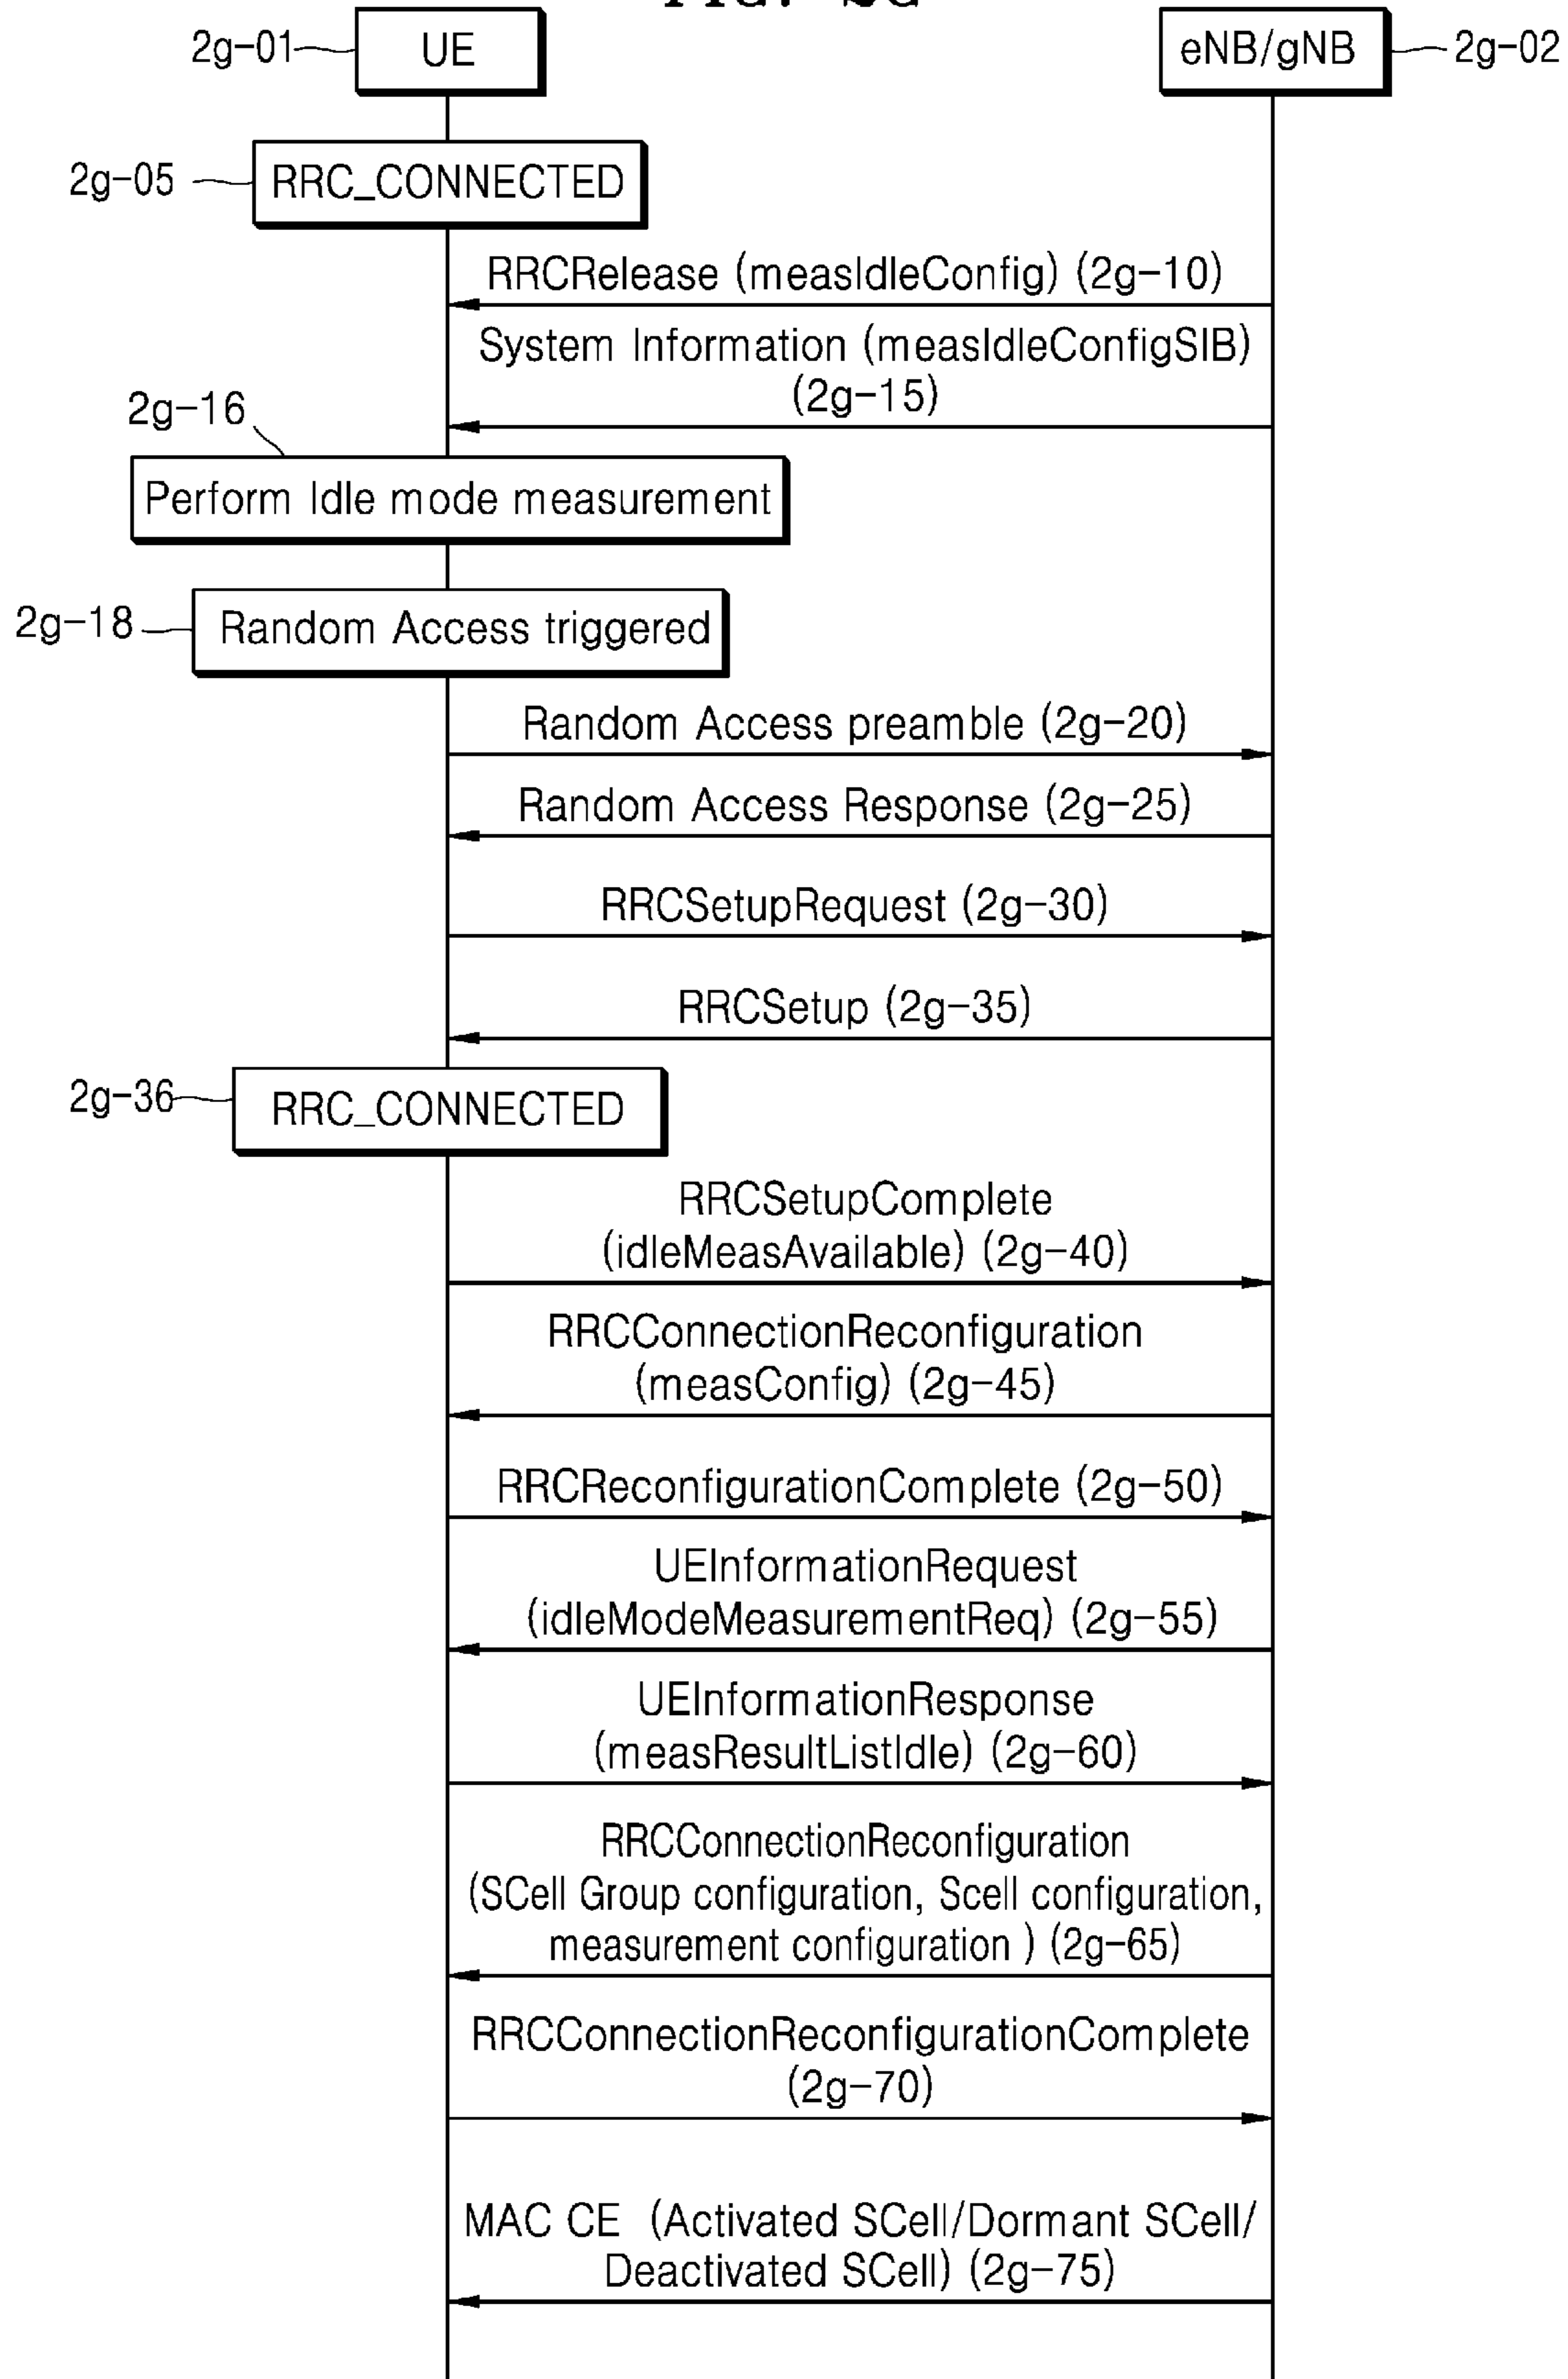 2g-01
UE
eNB/gNB
2g-02
2g-05
RRC_CONNECTED
RRCRelease (measIdleConfig) (2g-10)
System Information (measIdleConfigSIB)
(2g-15)
2g-16
Perform Idle mode measurement
2g-18
Random Access triggered
Random Access preamble (2g-20)
Random Access Response (2g-25)
RRCSetupRequest (2g-30)
RRCSetup (2g-35)
2g-36
RRC_CONNECTED
RRCSetupComplete
(idleMeasAvailable) (2g-40)
RRCConnectionReconfiguration
(measConfig) (2g-45)
RRCReconfigurationComplete (2g-50)
UEInformationRequest
(idleModeMeasurementReq) (2g-55)
UEInformationResponse
(measResultListIdle) (2g-60)
RRCConnectionReconfiguration
(SCell Group configuration, Scell configuration,
measurement configuration ) (2g-65)
RRCConnectionReconfigurationComplete
(2g-70)
MAC CE (Activated SCell/Dormant SCell/
Deactivated SCell) (2g-75)